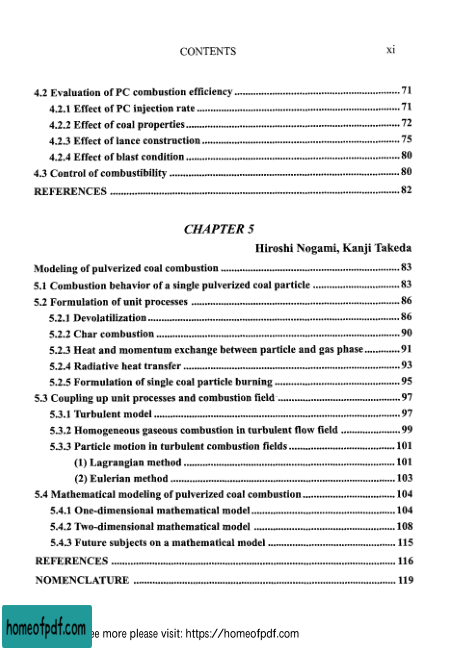 CONTENTS xi
4.2 Evaluation of PC combustion efficiency ........ 71
4.2.1 Effect of PC injection rate ........ 71
4.2.2 Effect of coal properties ........ 72
4.2.3 Effect of lance construction ........ 75
4.2.4 Effect of blast condition ........ 80
4.3 Control of combustibility ........ 80
REFERENCES ........ 82
CHAPTER 5
Hiroshi Nogami, Kanji Takeda
Modeling of pulverized coal combustion ........ 83
5.1 Combustion behavior of a single pulverized coal particle ........ 83
5.2 Formulation of unit processes ........ 86
5.2.1 Devolatilization ........ 86
5.2.2 Char combustion ........ 90
5.2.3 Heat and momentum exchange between particle and gas phase ........ 91
5.2.4 Radiative heat transfer ........ 93
5.2.5 Formulation of single coal particle burning ........ 95
5.3 Coupling up unit processes and combustion field ........ 97
5.3.1 Turbulent model ........ 97
5.3.2 Homogeneous gaseous combustion in turbulent flow field ........ 99
5.3.3 Particle motion in turbulent combustion fields ........ 101
(1) Lagrangian method ........ 101
(2) Eulerian method ........ 103
5.4 Mathematical modeling of pulverized coal combustion ........ 104
5.4.1 One-dimensional mathematical model ........ 104
5.4.2 Two-dimensional mathematical model ........ 108
5.4.3 Future subjects on a mathematical model ........ 115
REFERENCES ........ 116
NOMENCLATURE ........ 119
homeofpdf.com
ee more please visit: https://homeofpdf.com